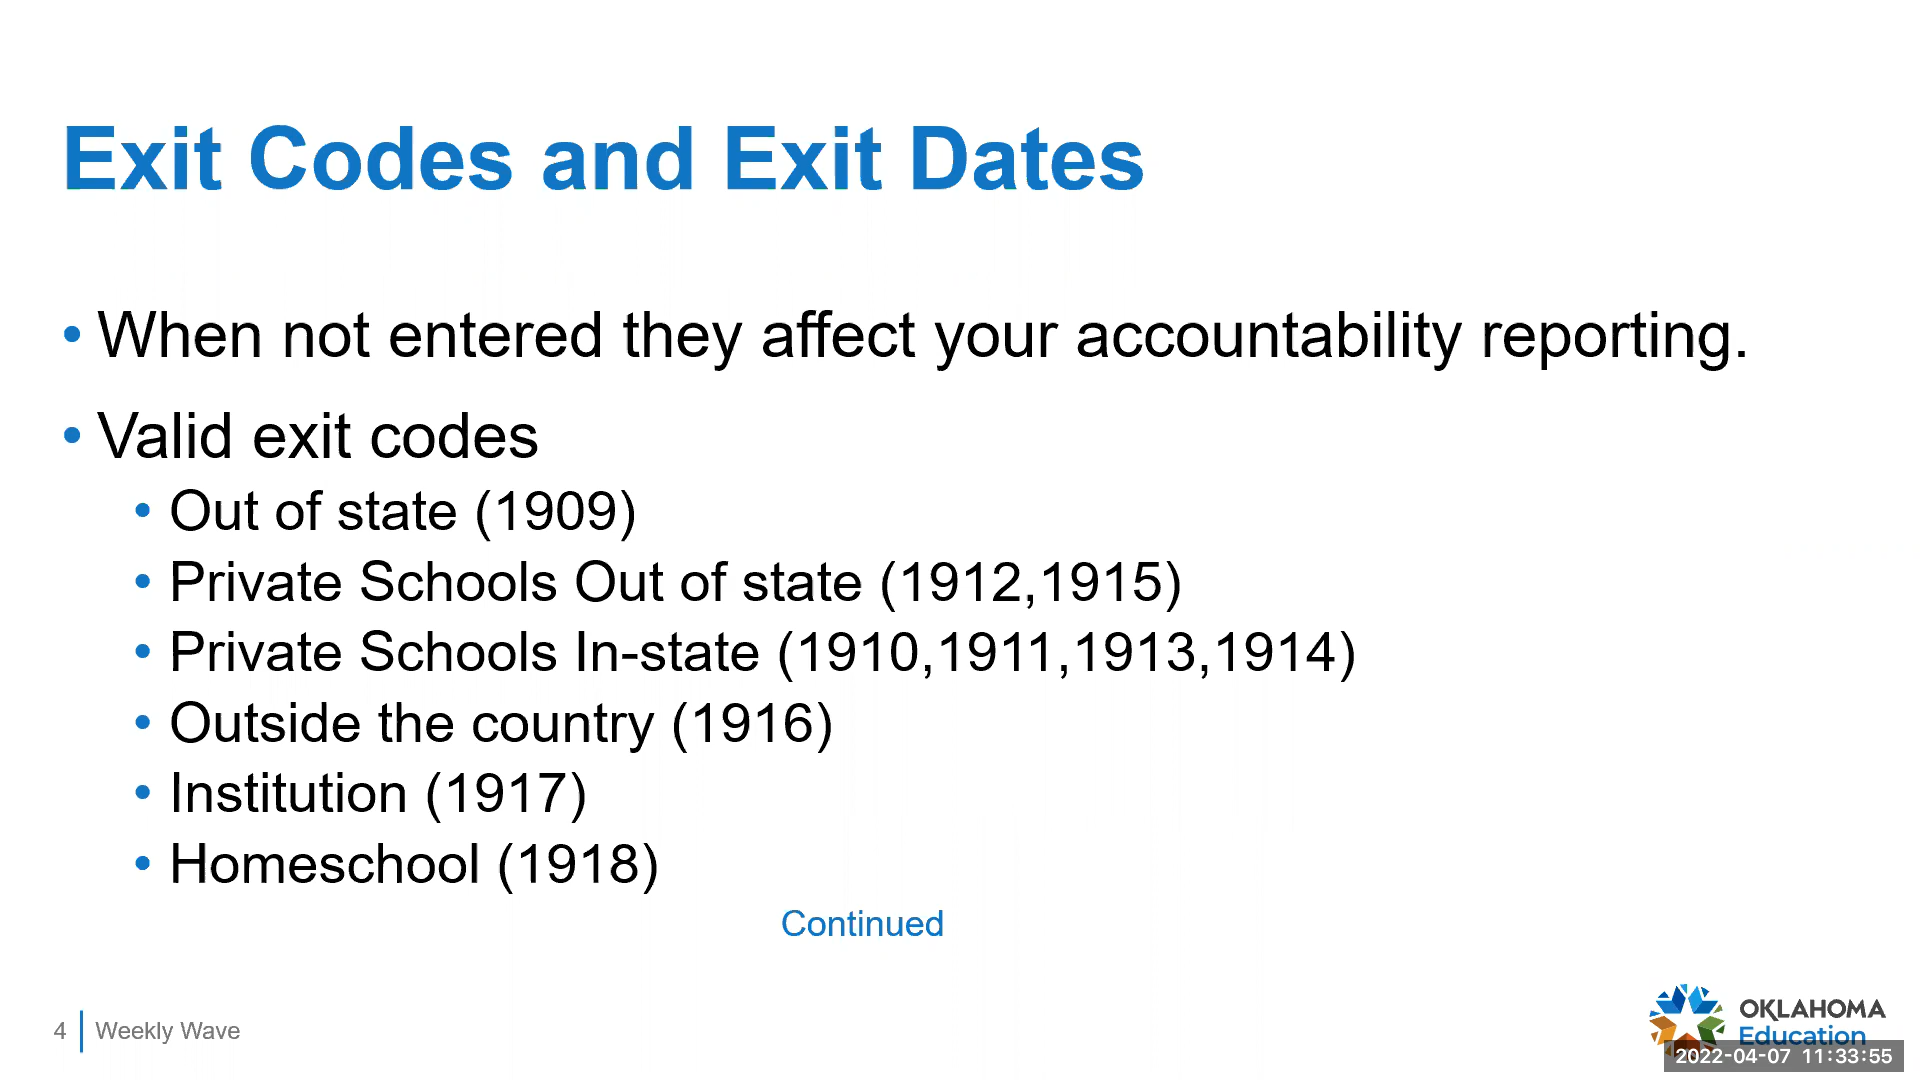 Exit Codes and Exit Dates
• When not entered they affect your accountability reporting.
• Valid exit codes
• Out of state (1909)
• Private Schools Out of state (1912,1915)
• Private Schools In-state (1910,1911,1913,1914)
• Outside the country (1916)
• Institution (1917)
• Homeschool (1918)
Continued
4 Weekly Wave
OKLAHOMA
Education
2022-04-07 11:33:55